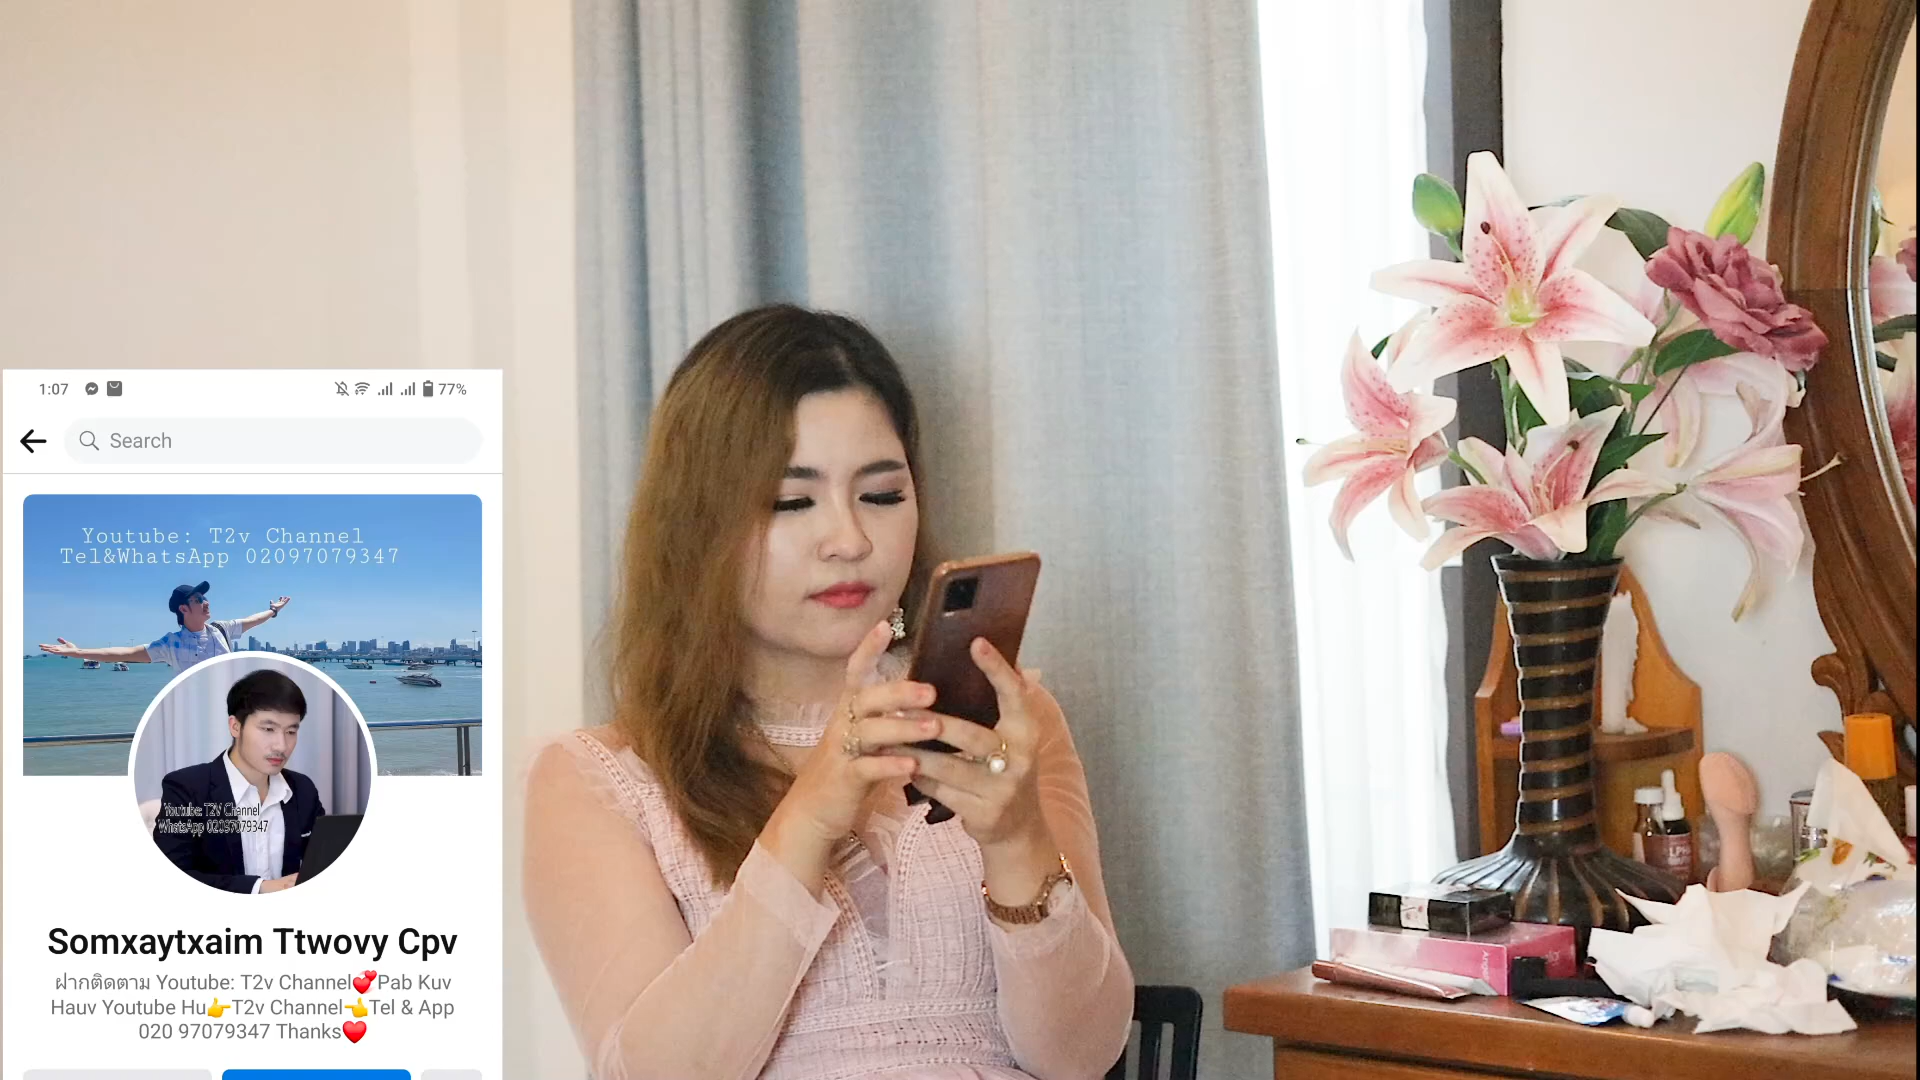 1:07
77%
Search
Youtube: T2v Channel
Tel&WhatsApp 02097079347
Youtube: T2V Channel
WhatsApp 02097079347
Somxaytxaim Ttwovy Cpv
ฝากติดตาม Youtube: T2v Channel💕Pab Kuv
Hauv Youtube Hu👉T2v Channel👈Tel & App
020 97079347 Thanks❤️